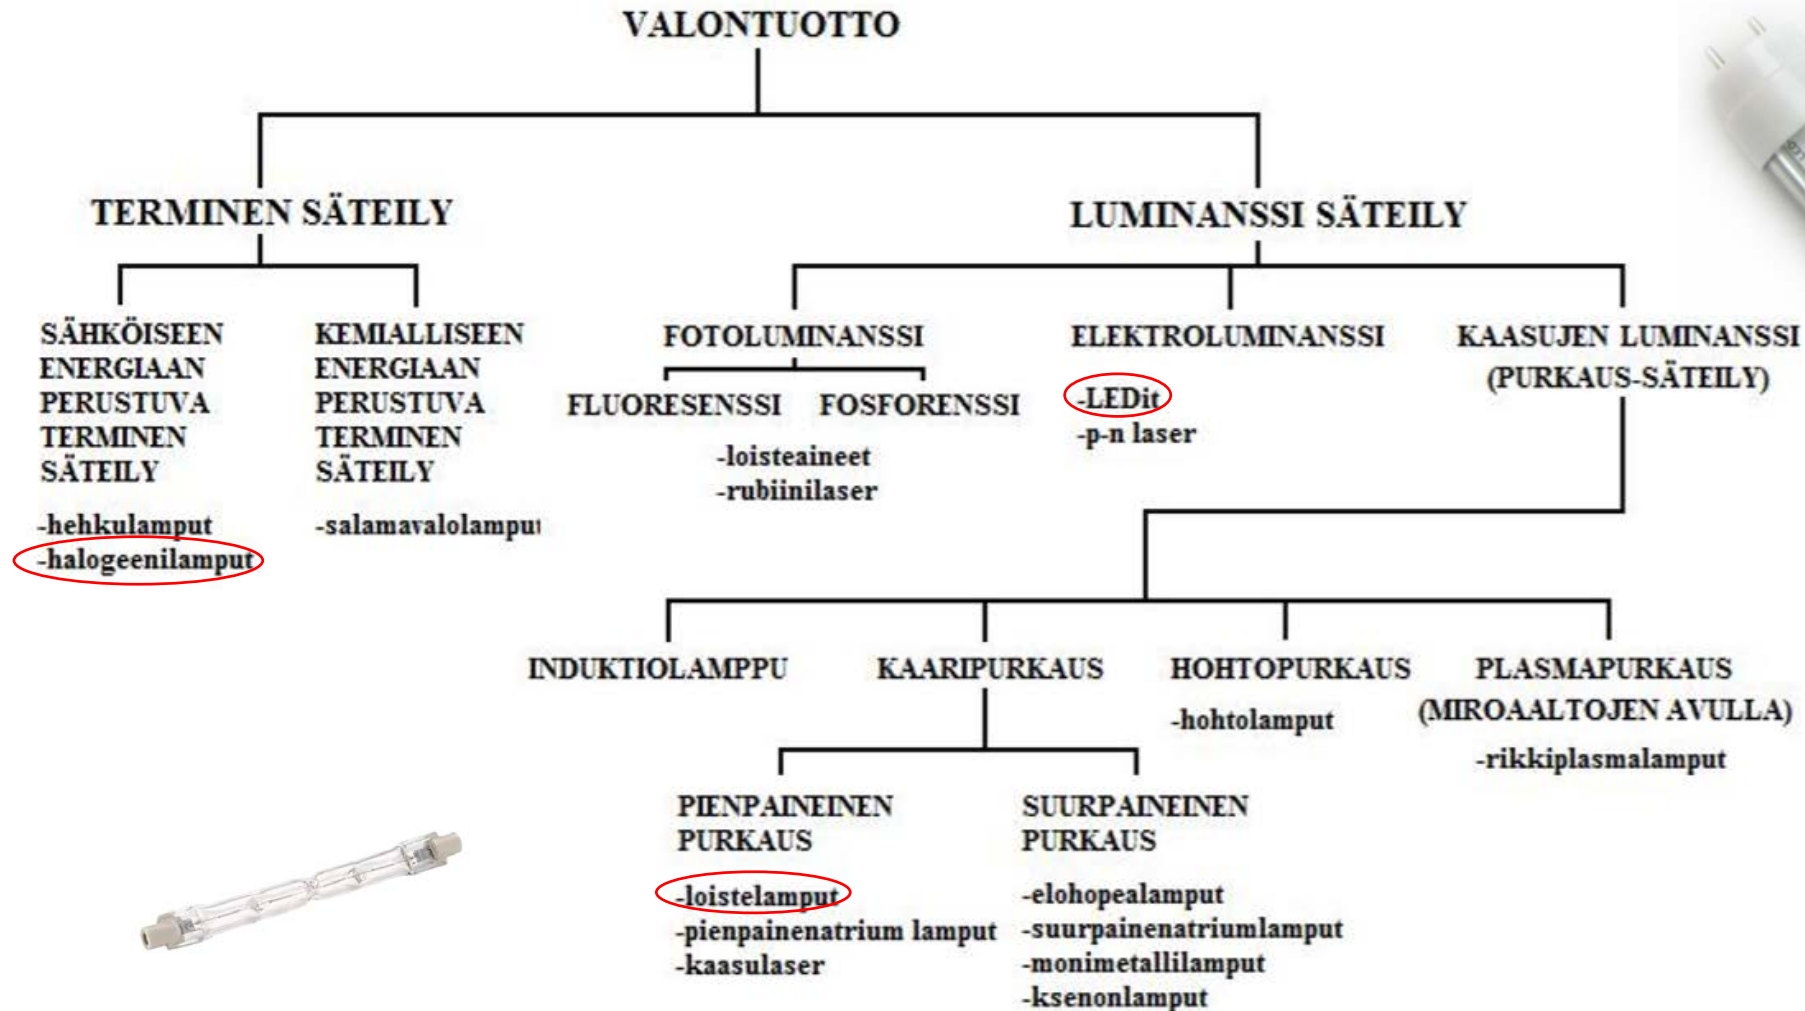 VALONTUOTTO
TERMINEN SÄTEILY
LUMINANSSI SÄTEILY
SÄHKÖISEEN
ENERGIAAN
PERUSTUVA
TERMINEN
SÄTEILY
-hehkulamput
-halogeenilamput
KEMIALLISEEN
ENERGIAAN
PERUSTUVA
TERMINEN
SÄTEILY
-salamavalolamput
FOTOLUMINANSSI
FLUORESENSSI
FOSFORENSSI
-loisteaineet
-rubiinilaser
ELEKTROLUMINANSSI
-LEDit
-p-n laser
KAASUJEN LUMINANSSI
(PURKAUS-SÄTEILY)
INDUKTIOLAMPPU
KAARIPURKAUS
HOHTOPURKAUS
-hohtolamput
PLASMAPURKAUS
(MIROAALTOJEN AVULLA)
-rikkiplasmalamput
PIENPAINEINEN
PURKAUS
-loistelamput
-pienpainenatrium lamput
-kaasulaser
SUURPAINEINEN
PURKAUS
-elohopealamput
-suurpainenatriumlamput
-monimetallilamput
-ksenonlamput